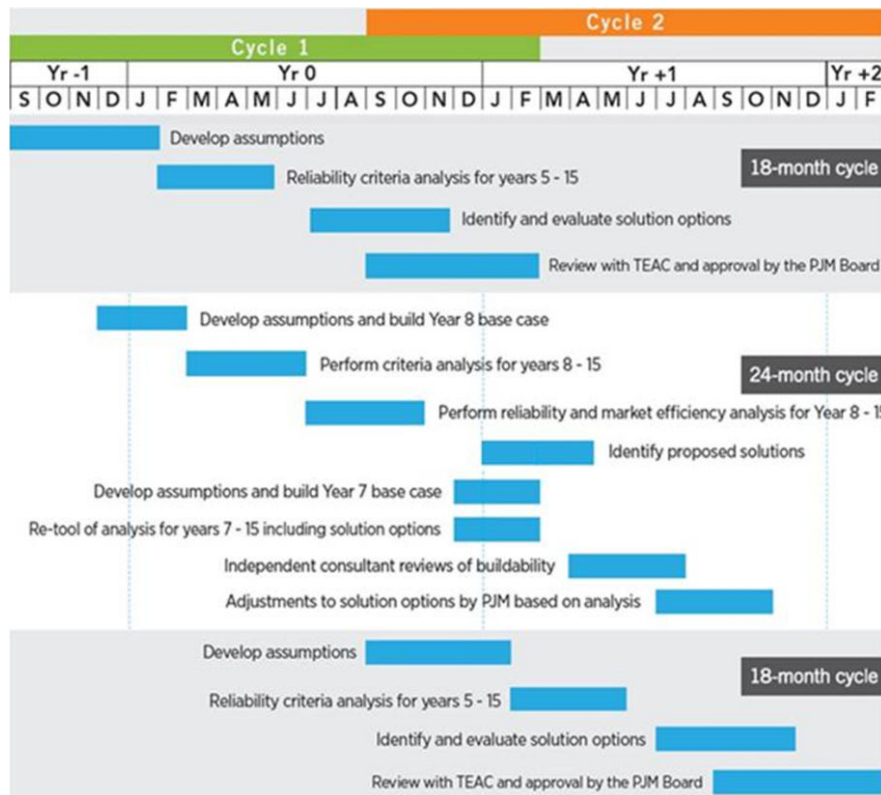 Cycle 2
Cycle 1
Yr -1 Yr 0 Yr +1 Yr +2
S O N D J F M A M J J A S O N D J F M A M J J A S O N D J F
Develop assumptions
18-month cycle
Reliability criteria analysis for years 5 - 15
Identify and evaluate solution options
Review with TEAC and approval by the PJM Board
Develop assumptions and build Year 8 base case
Perform criteria analysis for years 8 - 15
24-month cycle
Perform reliability and market efficiency analysis for Year 8 - 15
Identify proposed solutions
Develop assumptions and build Year 7 base case
Re-tool of analysis for years 7 - 15 including solution options
Independent consultant reviews of buildability
Adjustments to solution options by PJM based on analysis
Develop assumptions
18-month cycle
Reliability criteria analysis for years 5 - 15
Identify and evaluate solution options
Review with TEAC and approval by the PJM Board